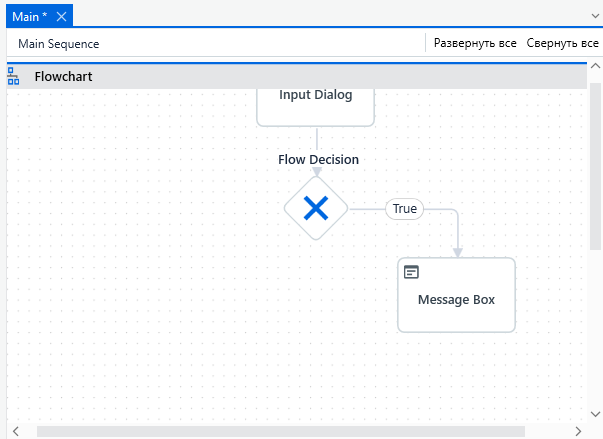 Main *
Main Sequence
Развернуть все
Свернуть все
Flowchart
Input Dialog
Flow Decision
True
Message Box